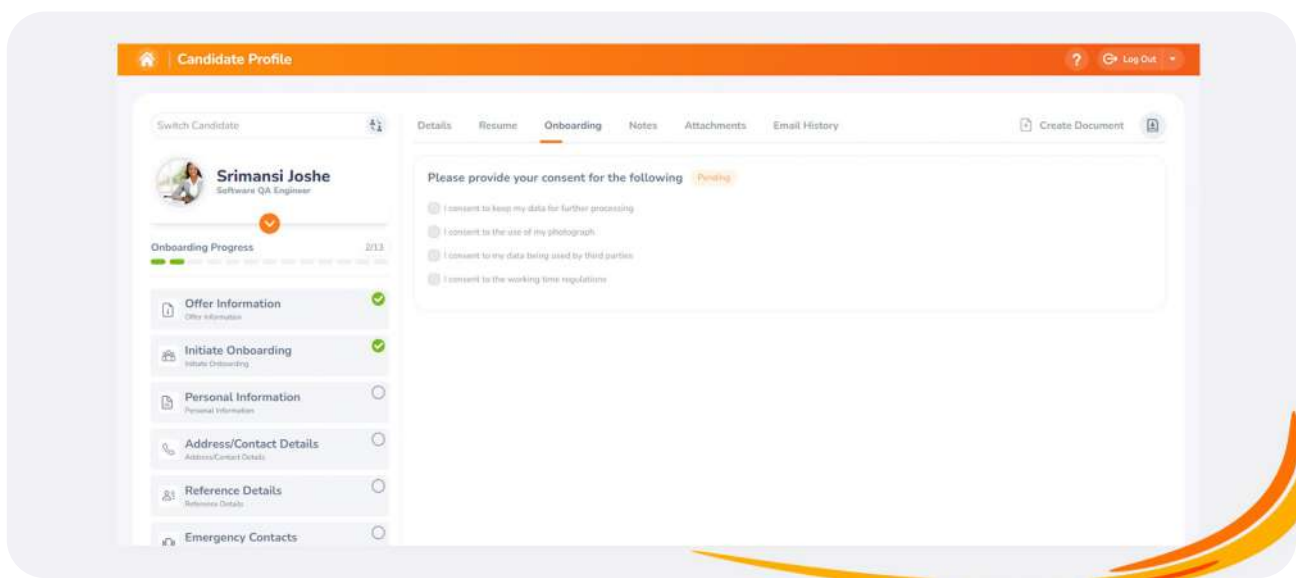 Candidate Profile
? Log Out
Switch Candidate
Details Resume Onboarding Notes Attachments Email History Create Document
Srimansi Joshe
Software QA Engineer
Onboarding Progress 2/13
Please provide your consent for the following Pending
I consent to keep my data for further processing
I consent to the use of my photograph
I consent to my data being used by third parties
I consent to the working time regulations
Offer Information
Offer Information
Initiate Onboarding
Initiate Onboarding
Personal Information
Personal Information
Address/Contact Details
Address/Contact Details
Reference Details
Reference Details
Emergency Contacts